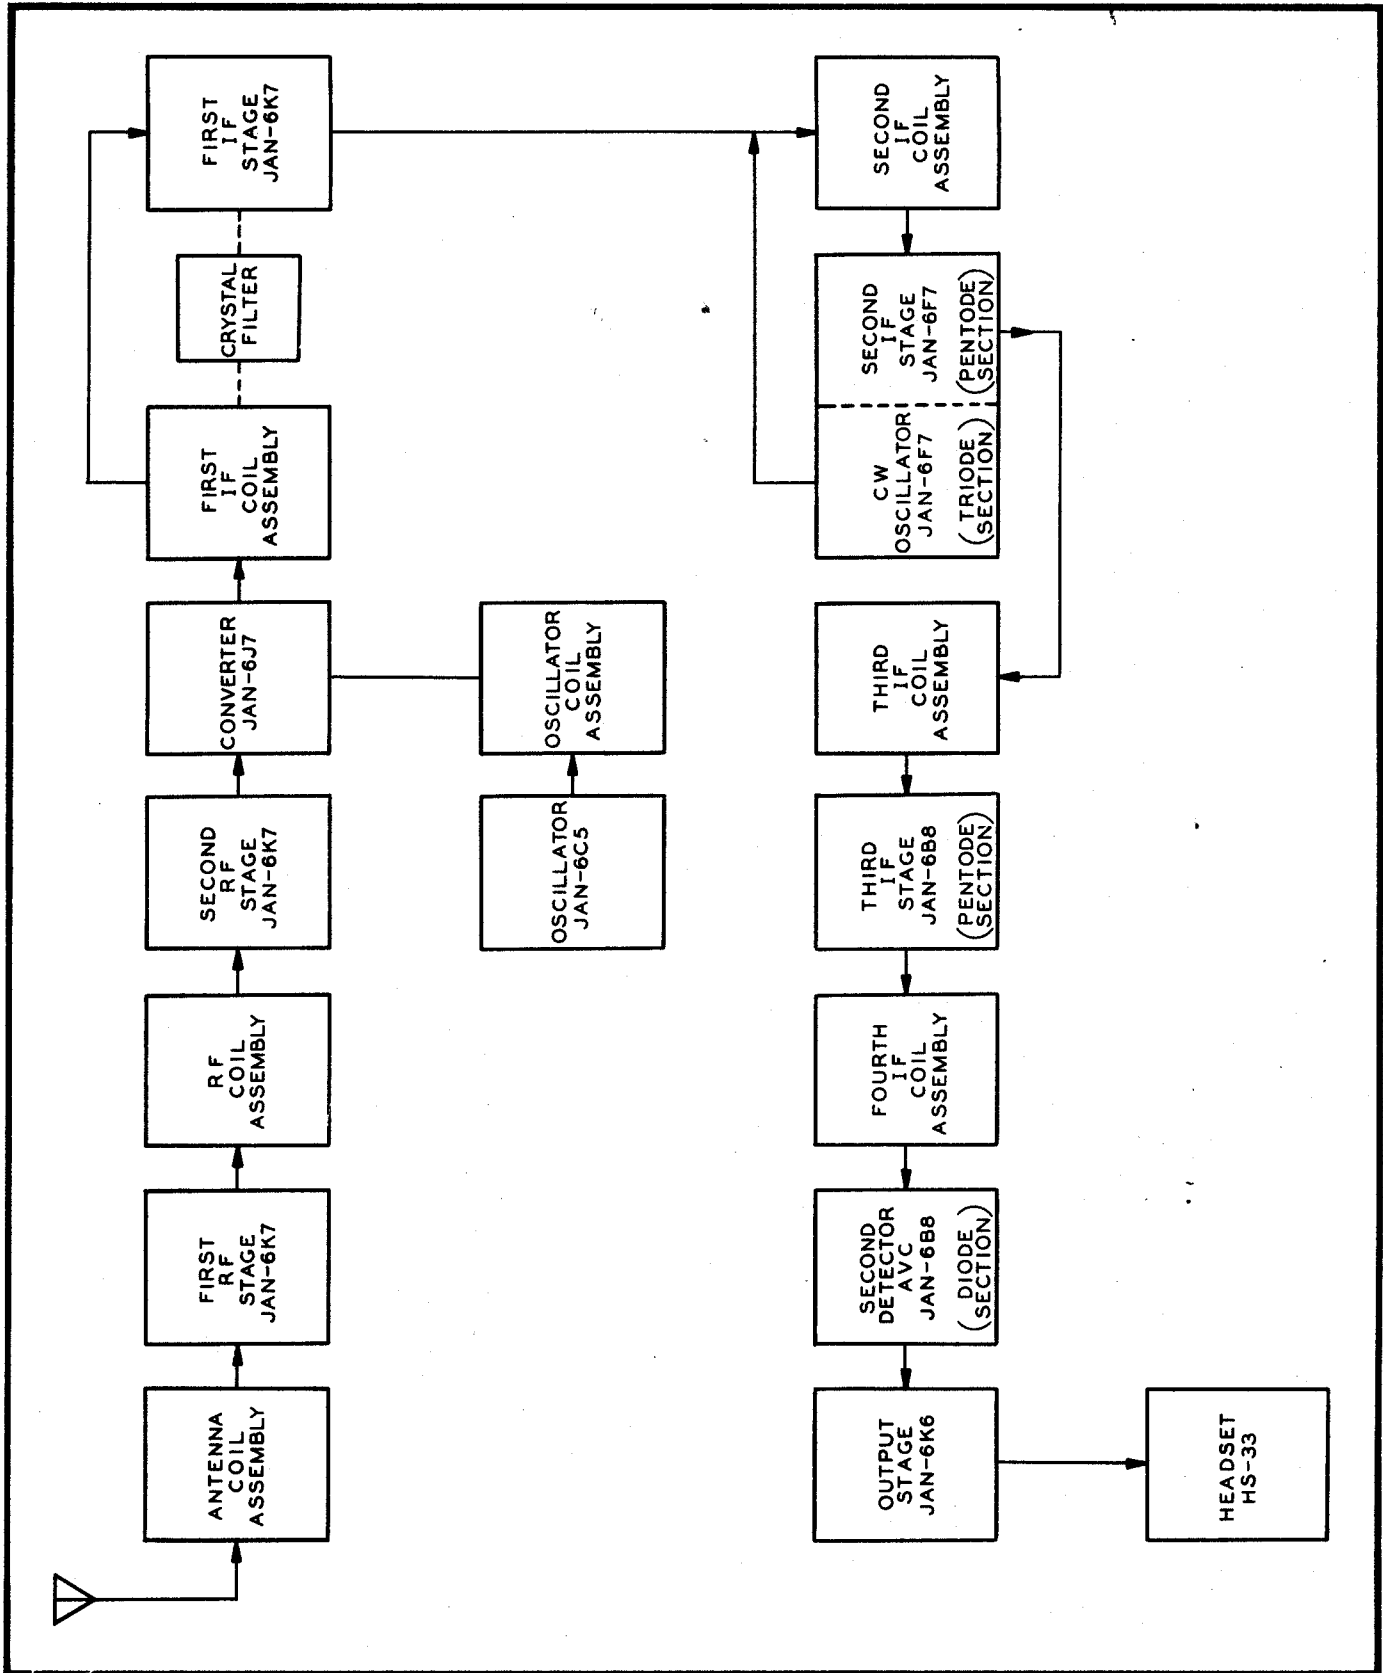 ANTENNA
COIL
ASSEMBLY
FIRST
RF
STAGE
JAN-6K7
RF
COIL
ASSEMBLY
SECOND
RF
STAGE
JAN-6K7
CONVERTER
JAN-6J7
FIRST
IF
COIL
ASSEMBLY
CRYSTAL
FILTER
FIRST
IF
STAGE
JAN-6K7
OSCILLATOR
JAN-6C5
OSCILLATOR
COIL
ASSEMBLY
OUTPUT
STAGE
JAN-6K6
SECOND
DETECTOR
AVC
JAN-6B8
(DIODE
SECTION)
FOURTH
IF
COIL
ASSEMBLY
THIRD
IF
STAGE
JAN-6B8
(PENTODE
SECTION)
THIRD
IF
COIL
ASSEMBLY
CW
OSCILLATOR
JAN-6F7
(TRIODE
SECTION)
SECOND
IF
STAGE
JAN-6F7
(PENTODE
SECTION)
SECOND
IF
COIL
ASSEMBLY
HEADSET
HS-33